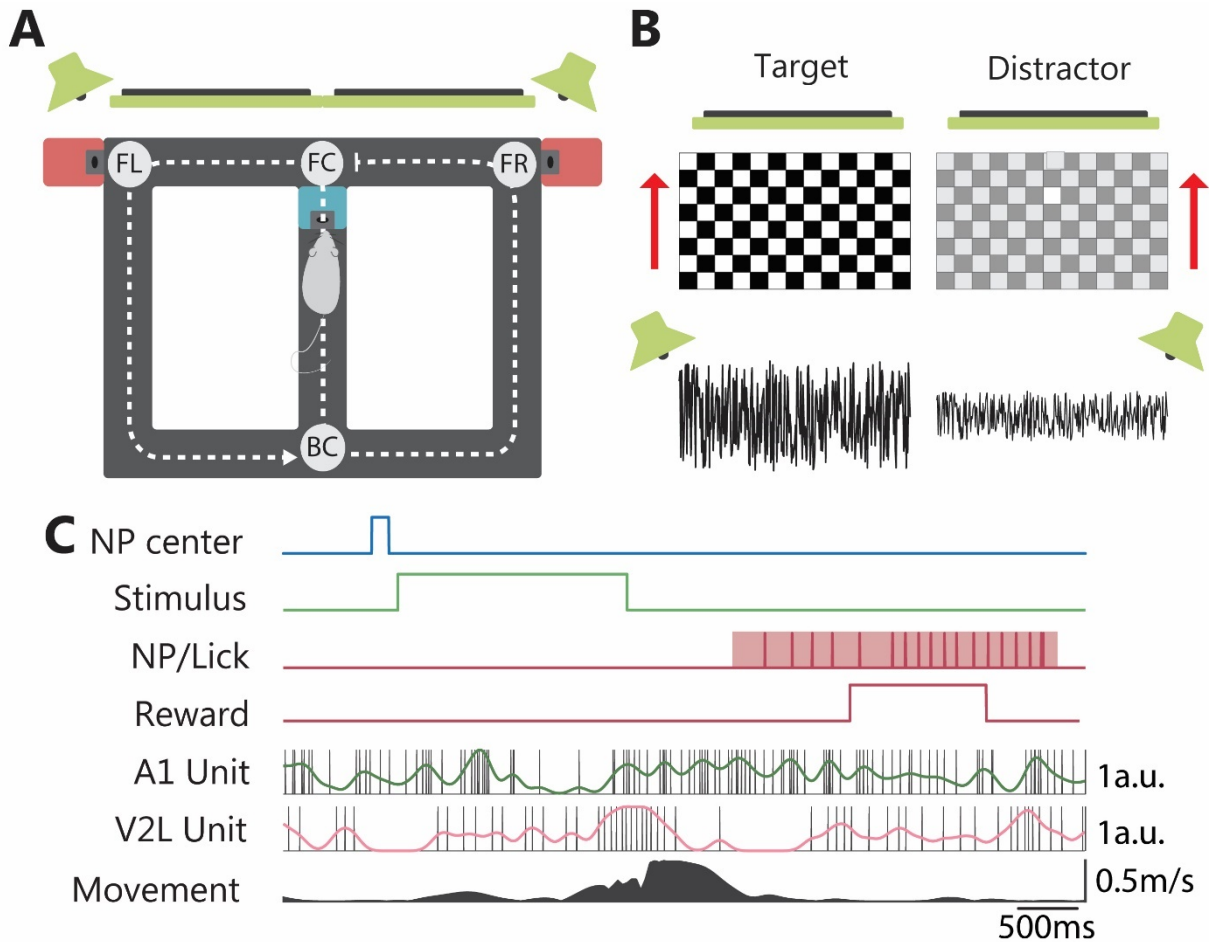 A
B
Target
Distractor
FL
FC
FR
BC
C
NP center
Stimulus
NP/Lick
Reward
A1 Unit
1a.u.
V2L Unit
1a.u.
Movement
0.5m/s
500ms